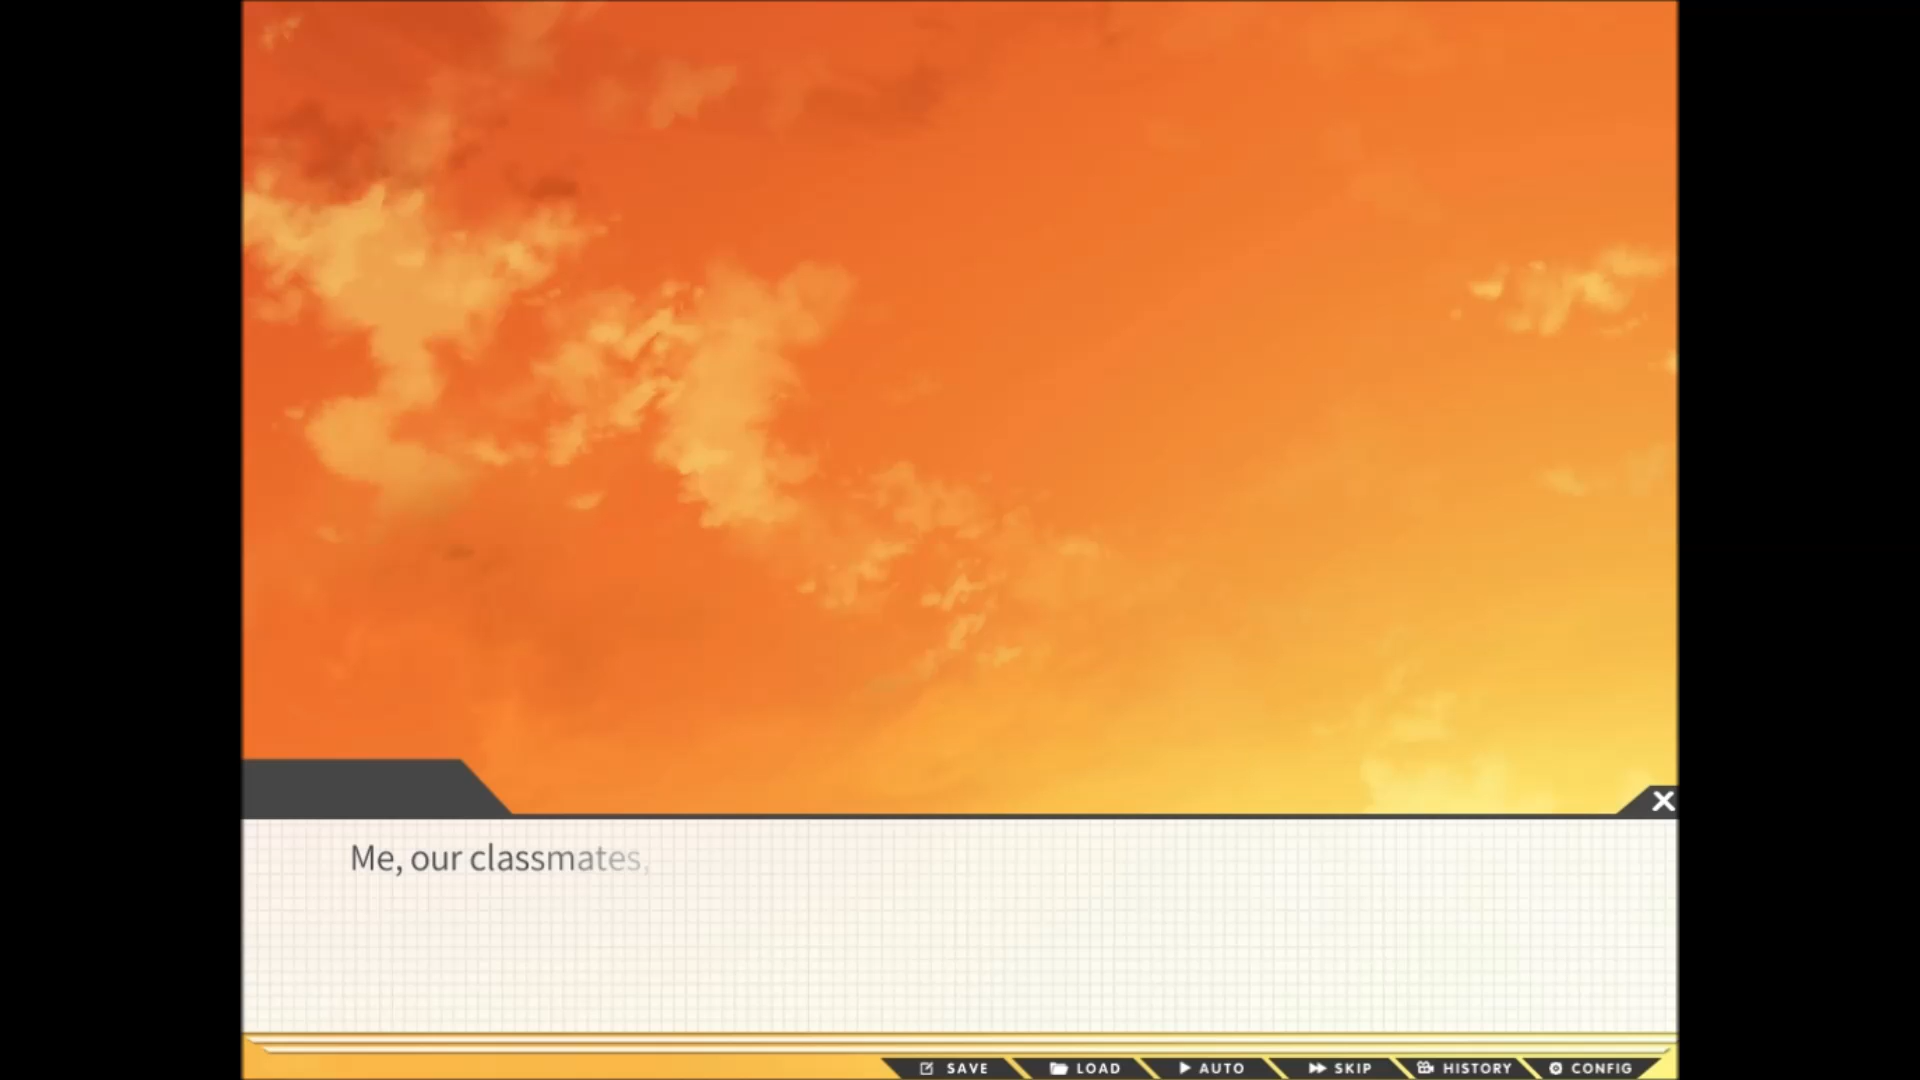 Me, our classmates,
SAVE
LOAD
AUTO
SKIP
HISTORY
CONFIG